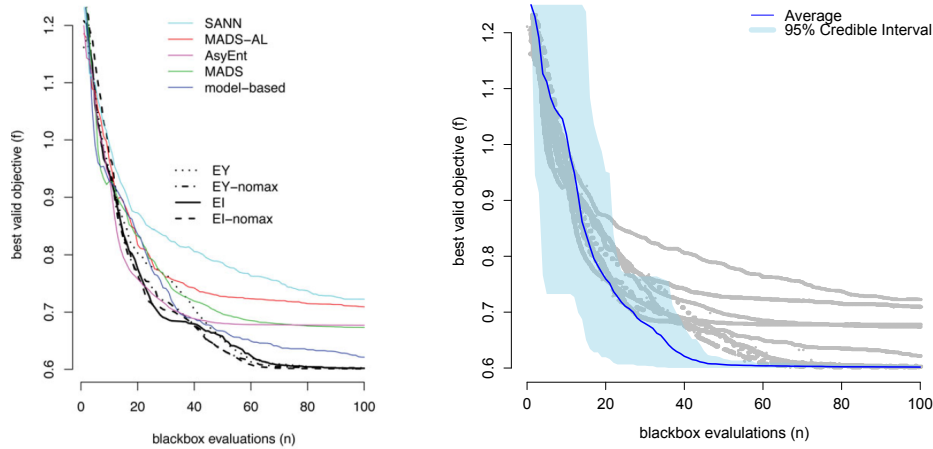 SANN
MADS-AL
AsyEnt
MADS
model-based
EY
EY-nomax
EI
EI-nomax
best valid objective (f)
1.2
1.1
1.0
0.9
0.8
0.7
0.6
0 20 40 60 80 100
blackbox evaluations (n)
Average
95% Credible Interval
best valid objective (f)
1.2
1.1
1.0
0.9
0.8
0.7
0.6
0 20 40 60 80 100
blackbox evalulations (n)